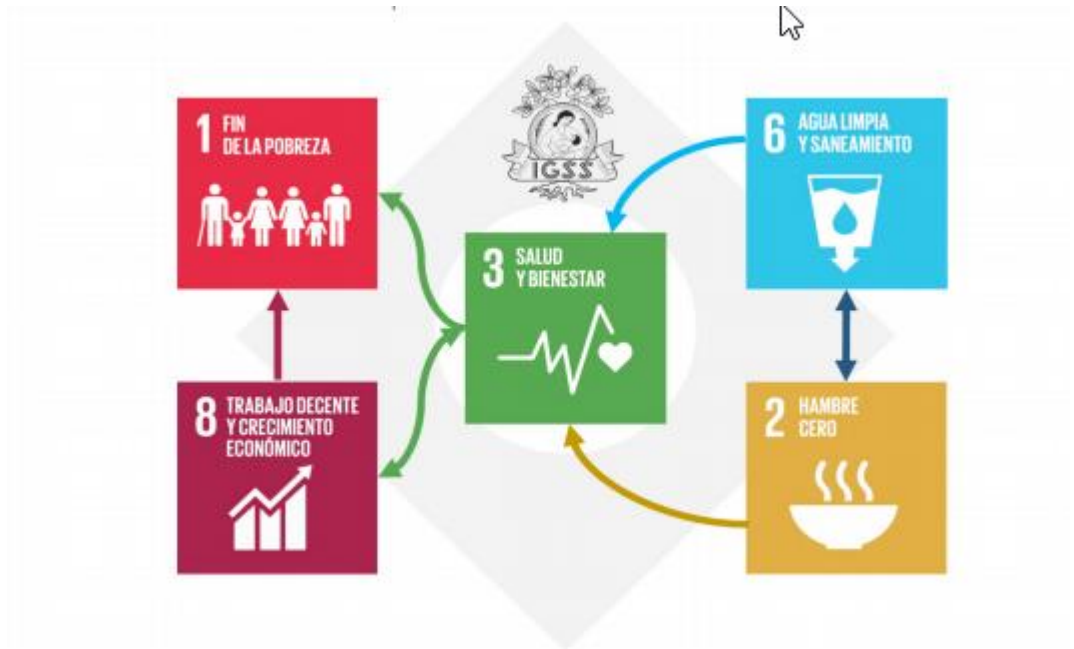 1 FIN
DE LA POBREZA
IGSS
6 AGUA LIMPIA
Y SANEAMIENTO
3 SALUD
Y BIENESTAR
8 TRABAJO DECENTE
Y CRECIMIENTO
ECONÓMICO
2 HAMBRE
CERO